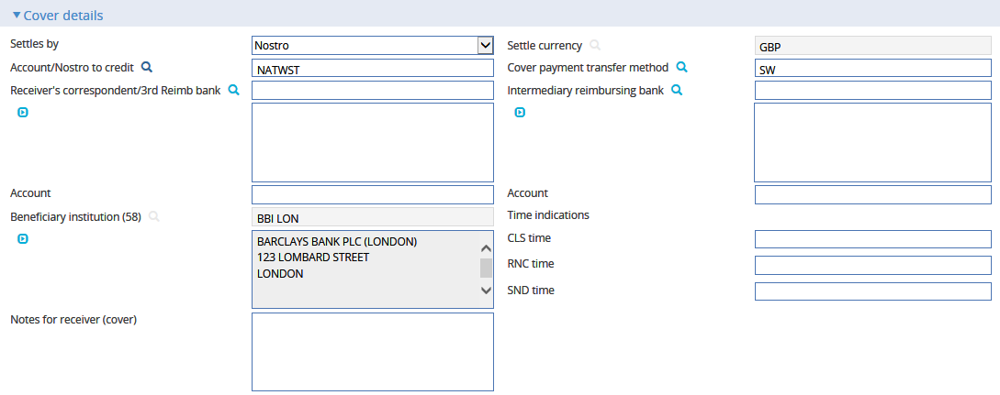 Cover details
Settles by
Nostro
Settle currency
GBP
Account/Nostro to credit
NATWST
Cover payment transfer method
SW
Receiver's correspondent/3rd Reimb bank
Intermediary reimbursing bank
Account
Account
Beneficiary institution (58)
BBI LON
Time indications
BARCLAYS BANK PLC (LONDON)
123 LOMBARD STREET
LONDON
CLS time
RNC time
SND time
Notes for receiver (cover)